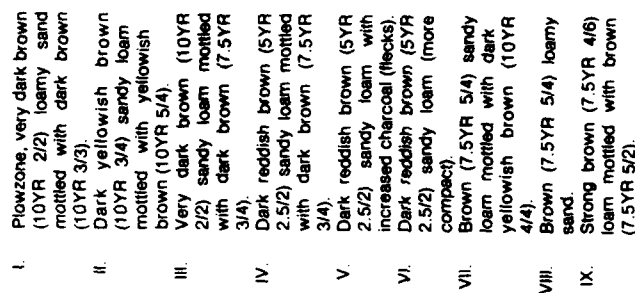 I. Plowzone, very dark brown
(10YR 2/2) loamy sand
mottled with dark brown
(10YR 3/3).
II. Dark yellowish brown
(10YR 3/4) sandy loam
mottled with yellowish
brown (10YR 5/4).
III. Very dark brown (10YR
2/2) sandy loam mottled
with dark brown (7.5YR
3/4).
IV. Dark reddish brown (5YR
2.5/2) sandy loam mottled
with dark brown (7.5YR
3/4).
V. Dark reddish brown (5YR
2.5/2) sandy loam with
increased charcoal (flecks).
VI. Dark reddish brown (5YR
2.5/2) sandy loam (more
compact).
VII. Brown (7.5YR 5/4) sandy
loam mottled with dark
yellowish brown (10YR
4/4).
VIII. Brown (7.5YR 5/4) loamy
sand.
IX. Strong brown (7.5YR 4/6)
loam mottled with brown
(7.5YR 5/2).